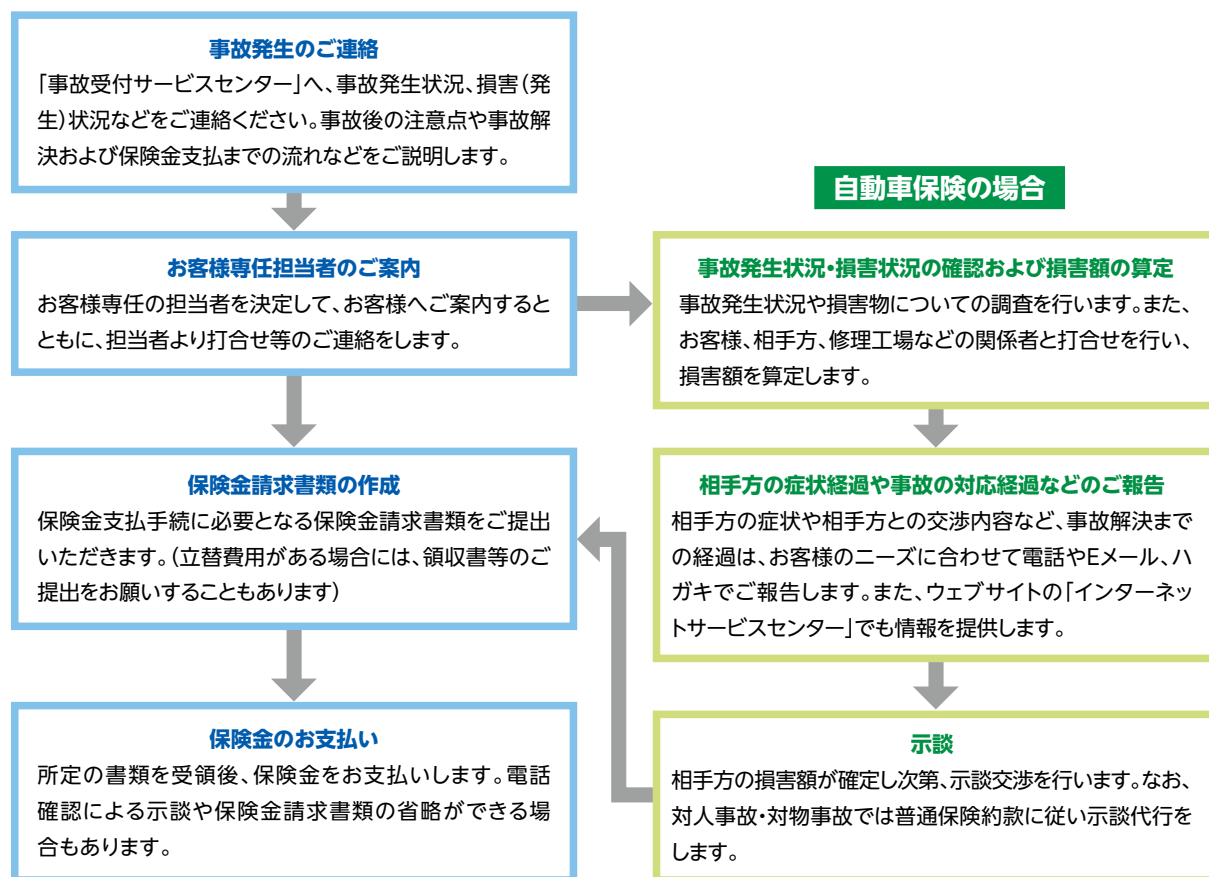 事故発生のご連絡
「事故受付サービスセンター」へ、事故発生状況、損害(発
生)状況などをご連絡ください。事故後の注意点や事故解
決および保険金支払までの流れなどをご説明します。
お客様専任担当者のご案内
お客様専任の担当者を決定して、お客様へご案内すると
ともに、担当者より打合せ等のご連絡をします。
保険金請求書類の作成
保険金支払手続に必要となる保険金請求書類をご提出
いただきます。(立替費用がある場合には、領収書等のご
提出をお願いすることもあります)
保険金のお支払い
所定の書類を受領後、保険金をお支払いします。電話
確認による示談や保険金請求書類の省略ができる場
合もあります。
自動車保険の場合
事故発生状況・損害状況の確認および損害額の算定
事故発生状況や損害物についての調査を行います。また、
お客様、相手方、修理工場などの関係者と打合せを行い、
損害額を算定します。
相手方の症状経過や事故の対応経過などのご報告
相手方の症状や相手方との交渉内容など、事故解決まで
の経過は、お客様のニーズに合わせて電話やEメール、ハ
ガキでご報告します。また、ウェブサイトの「インターネッ
トサービスセンター」でも情報を提供します。
示談
相手方の損害額が確定し次第、示談交渉を行います。なお、
対人事故・対物事故では普通保険約款に従い示談代行を
します。